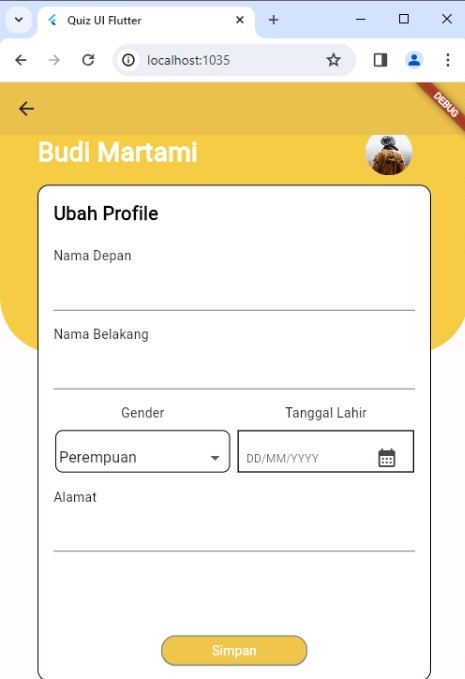 Quiz UI Flutter
localhost:1035
DEBUG
Budi Martami
Ubah Profile
Nama Depan
Nama Belakang
Gender Tanggal Lahir
Perempuan DD/MM/YYYY
Alamat
Simpan